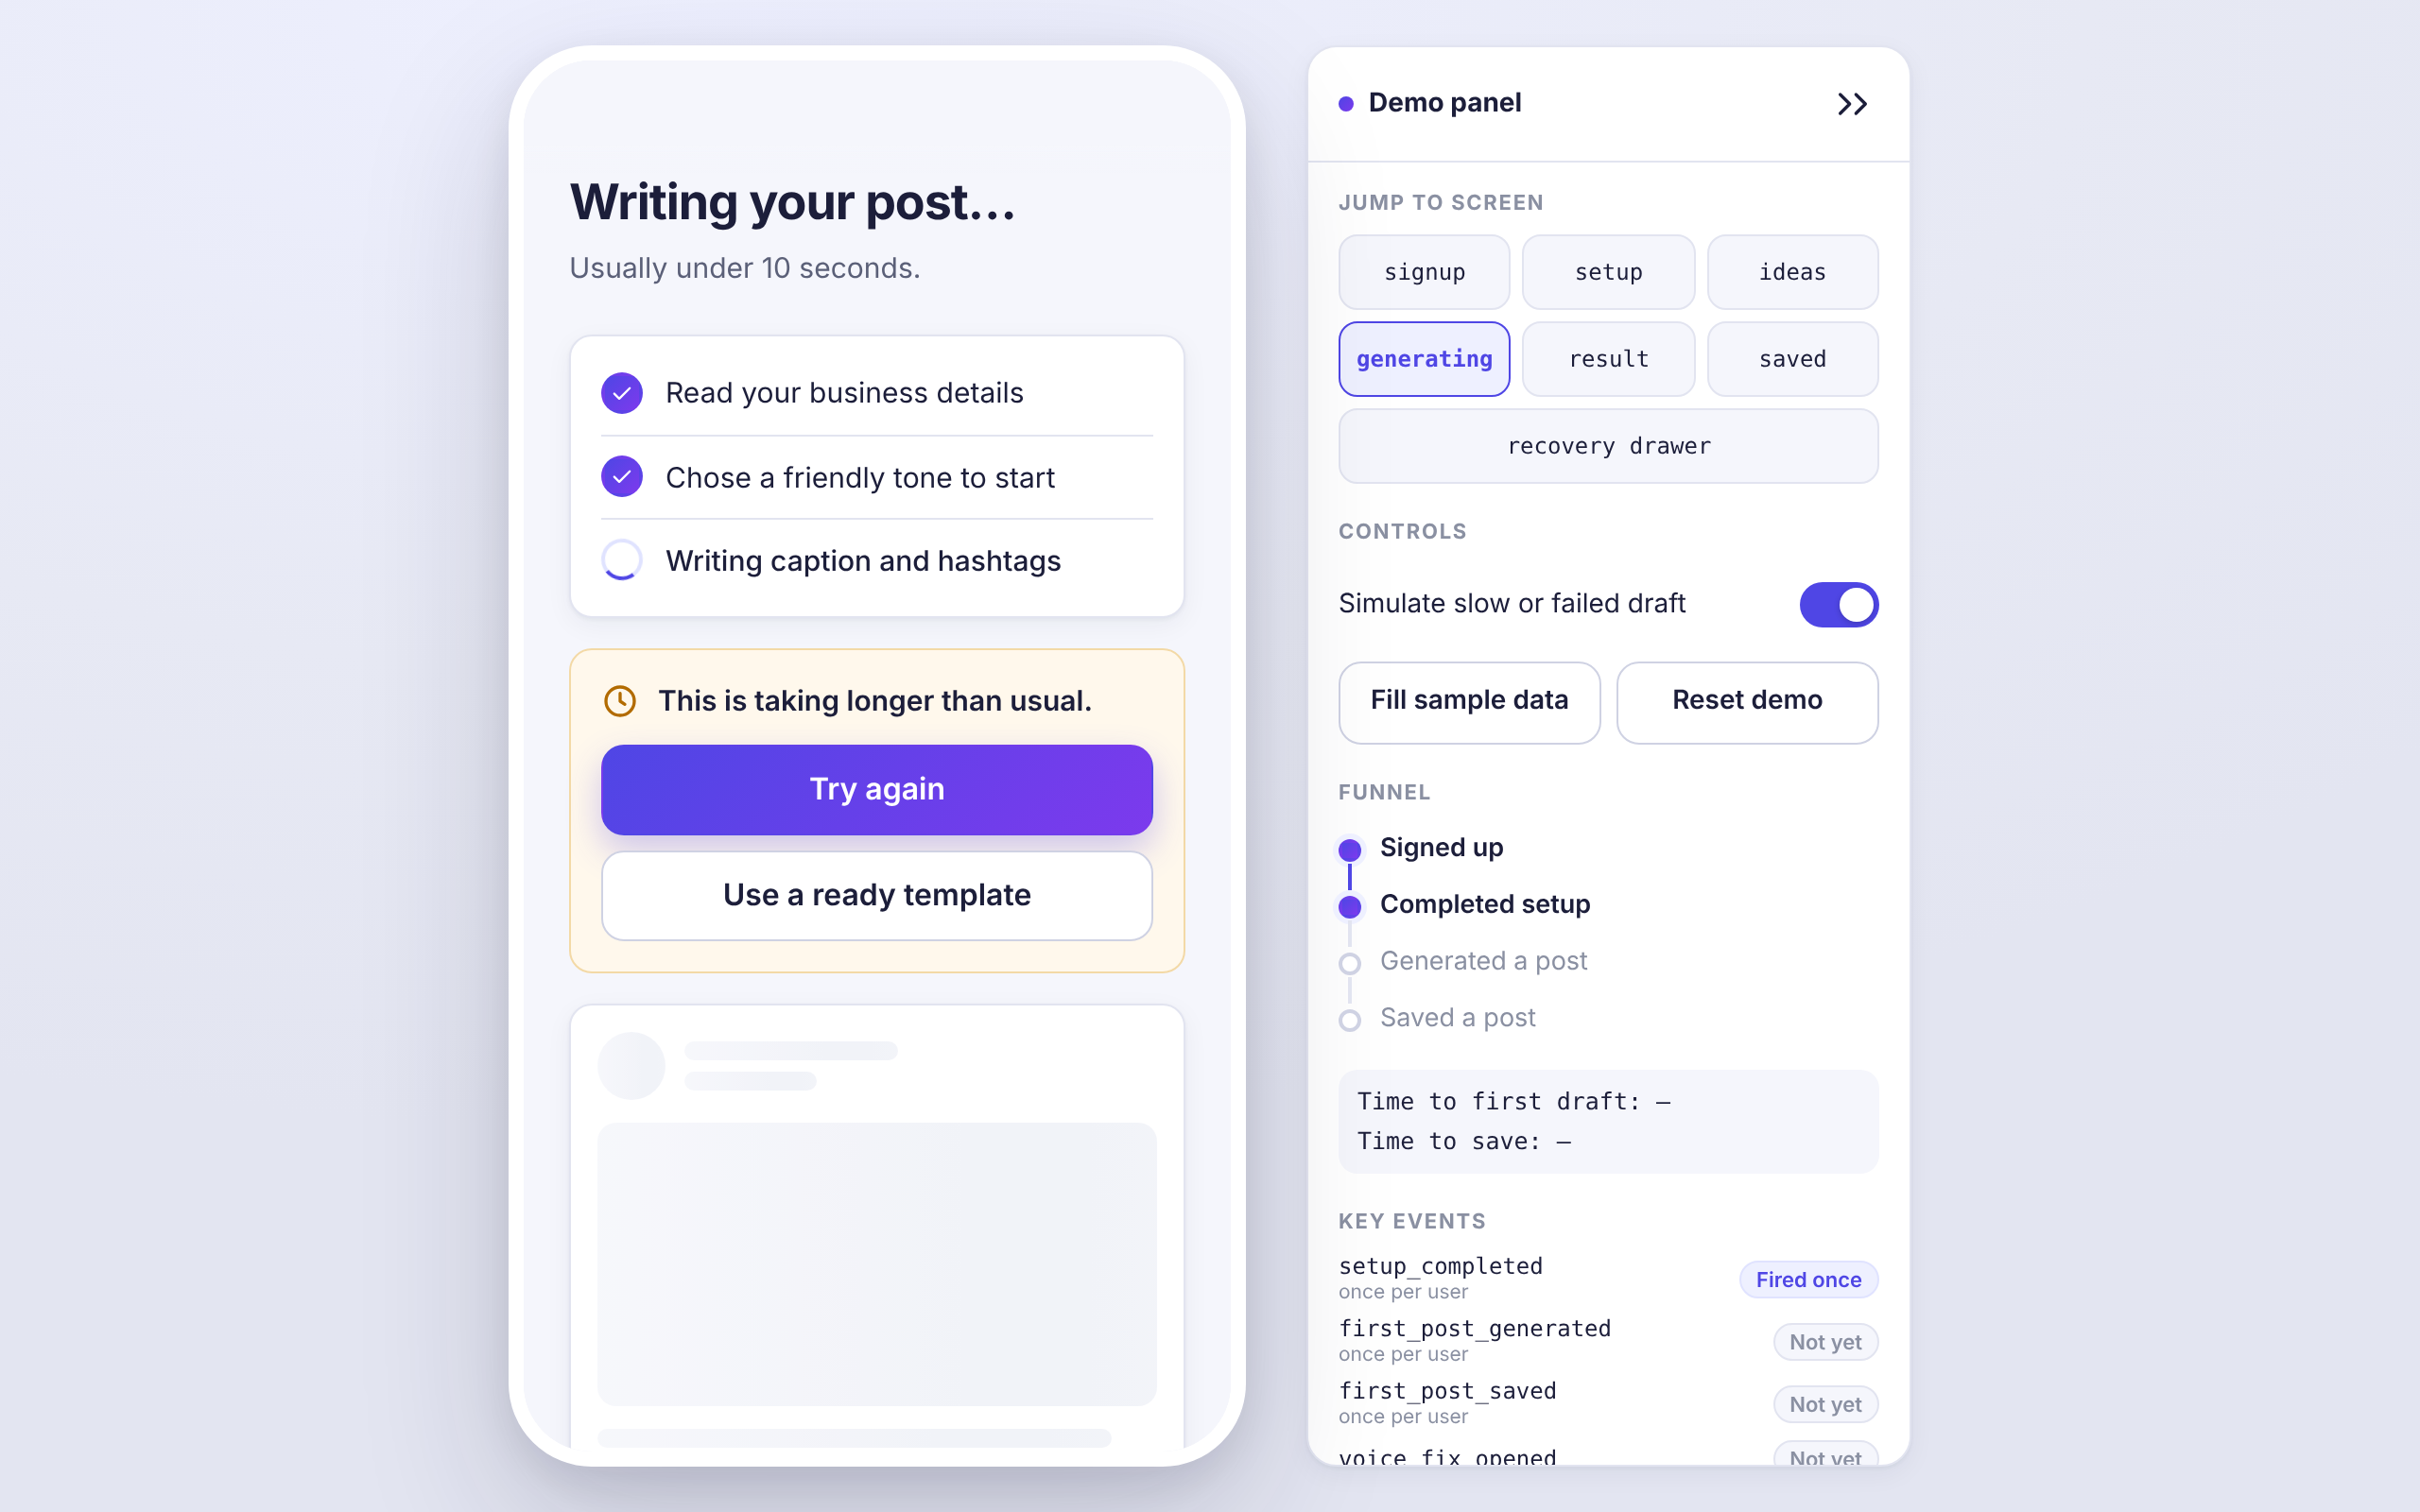 Writing your post...
Usually under 10 seconds.
Read your business details
Chose a friendly tone to start
Writing caption and hashtags
This is taking longer than usual.
Try again
Use a ready template
Demo panel
JUMP TO SCREEN
signup setup ideas
generating result saved
recovery drawer
CONTROLS
Simulate slow or failed draft
Fill sample data Reset demo
FUNNEL
Signed up
Completed setup
Generated a post
Saved a post
Time to first draft: —
Time to save: —
KEY EVENTS
setup_completed Fired once
once per user
first_post_generated Not yet
once per user
first_post_saved Not yet
once per user
voice_fix_opened Not yet